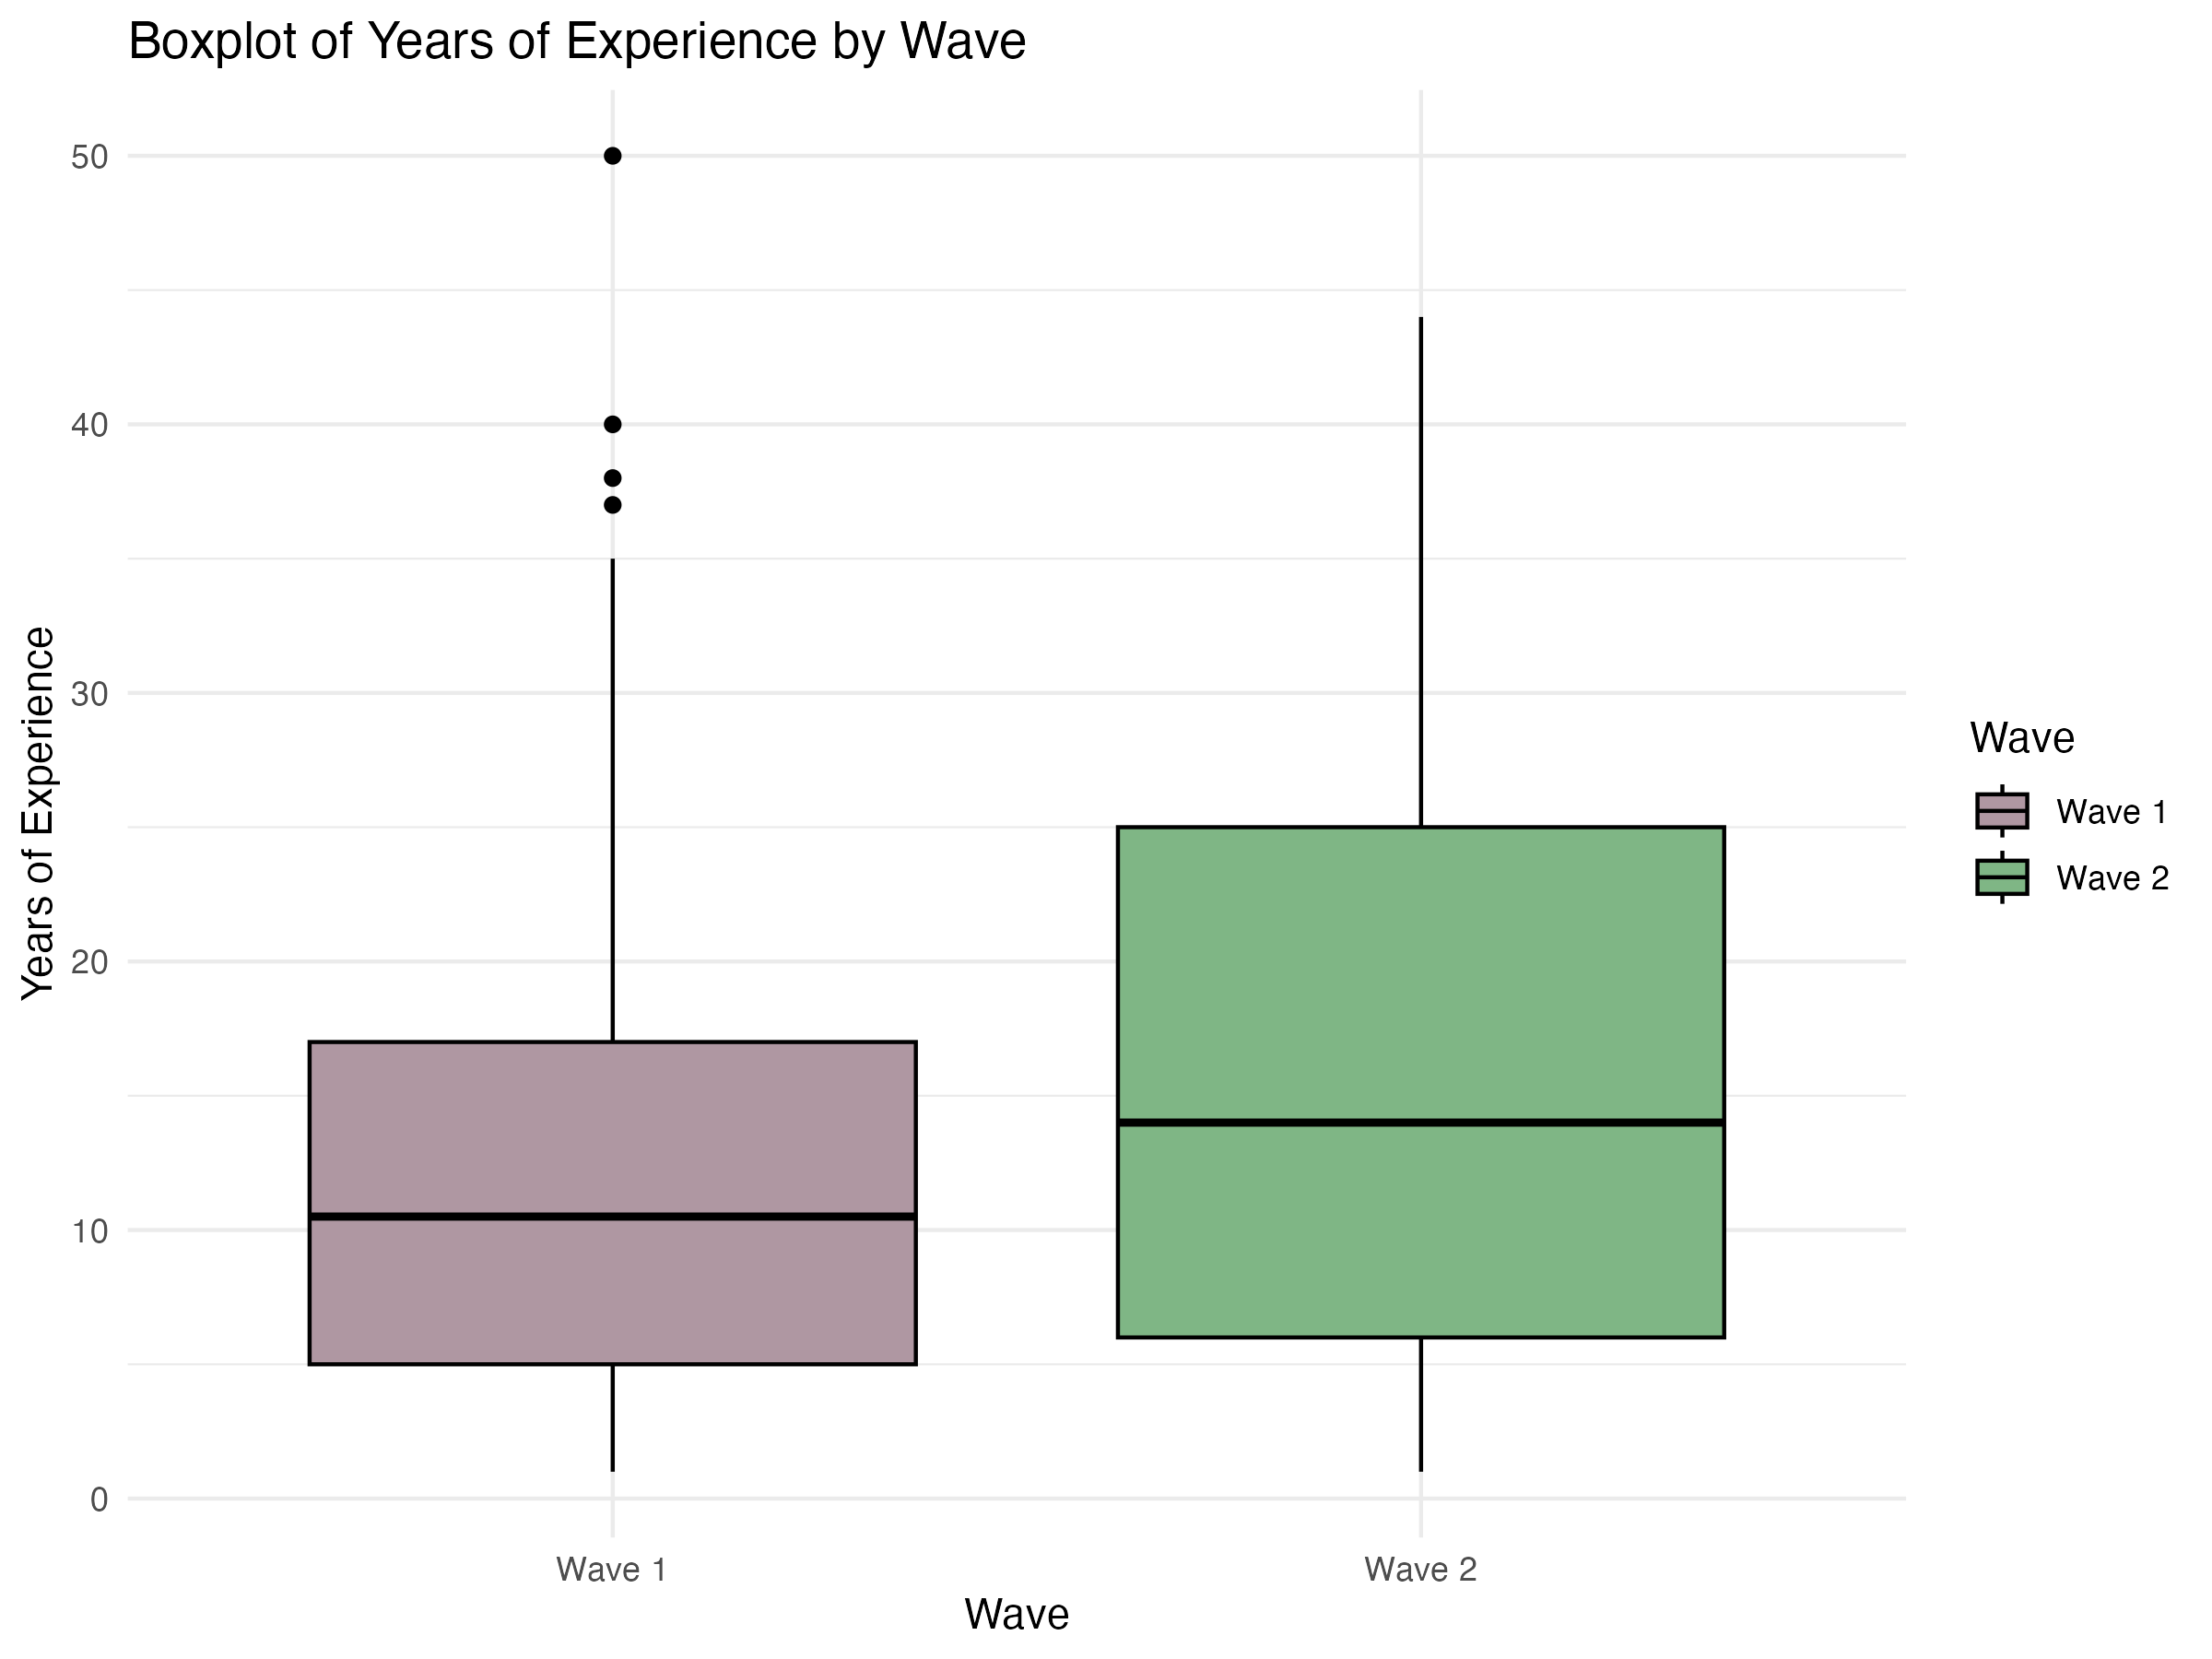 Boxplot of Years of Experience by Wave
Years of Experience
50
40
30
20
10
0
Wave 1
Wave 2
Wave
Wave
Wave 1
Wave 2